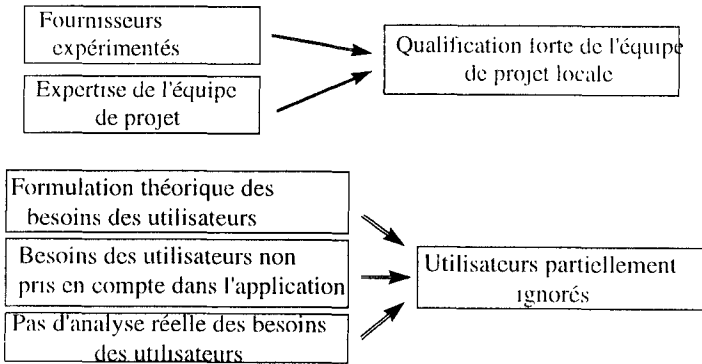 Fournisseurs
expérimentés
Expertise de l'équipe
de projet
Qualification forte de l'équipe
de projet locale
Formulation théorique des
besoins des utilisateurs
Besoins des utilisateurs non
pris en compte dans l'application
Pas d'analyse réelle des besoins
des utilisateurs
Utilisateurs partiellement
ignorés